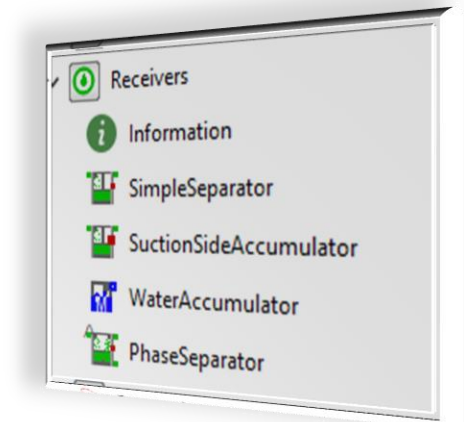 Receivers
Information
SimpleSeparator
SuctionSideAccumulator
WaterAccumulator
PhaseSeparator